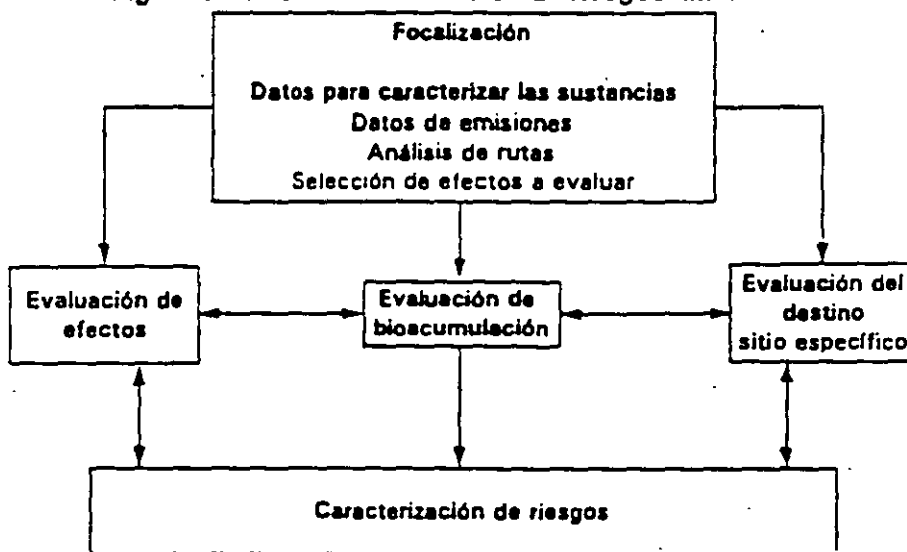 Focalización
Datos para caracterizar las sustancias
Datos de emisiones
Análisis de rutas
Selección de efectos a evaluar
Evaluación de
efectos
Evaluación de
bioacumulación
Evaluación del
destino
sitio específico
Caracterización de riesgos